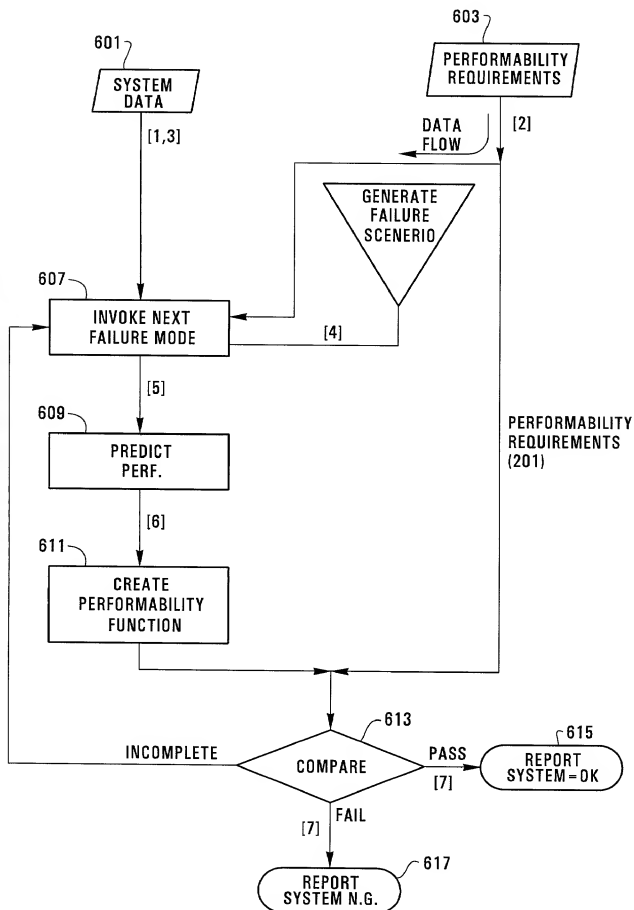 601
SYSTEM
DATA
[1,3]
603
PERFORMABILITY
REQUIREMENTS
[2]
DATA
FLOW
GENERATE
FAILURE
SCENERIO
607
INVOKE NEXT
FAILURE MODE
[4]
[5]
609
PREDICT
PERF.
PERFORMABILITY
REQUIREMENTS
(201)
[6]
611
CREATE
PERFORMABILITY
FUNCTION
613
COMPARE
INCOMPLETE
PASS
[7]
615
REPORT
SYSTEM=OK
FAIL
[7]
617
REPORT
SYSTEM N.G.